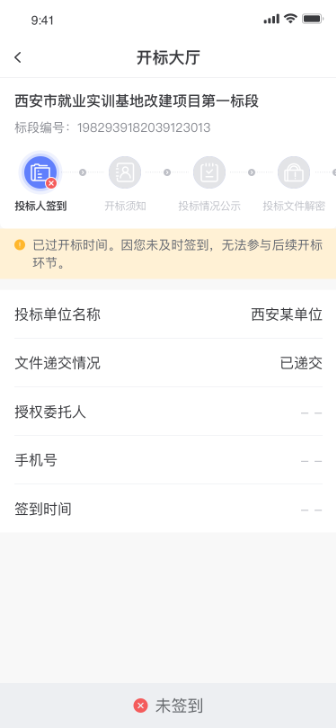 9:41
开标大厅
西安市就业实训基地改建项目第一标段
标段编号：1982939182039123013
投标人签到 开标须知 投标情况公示 投标文件解密
已过开标时间。因您未及时签到，无法参与后续开标
环节。
投标单位名称 西安某单位
文件递交情况 已递交
授权委托人 – –
手机号 – –
签到时间 – –
未签到